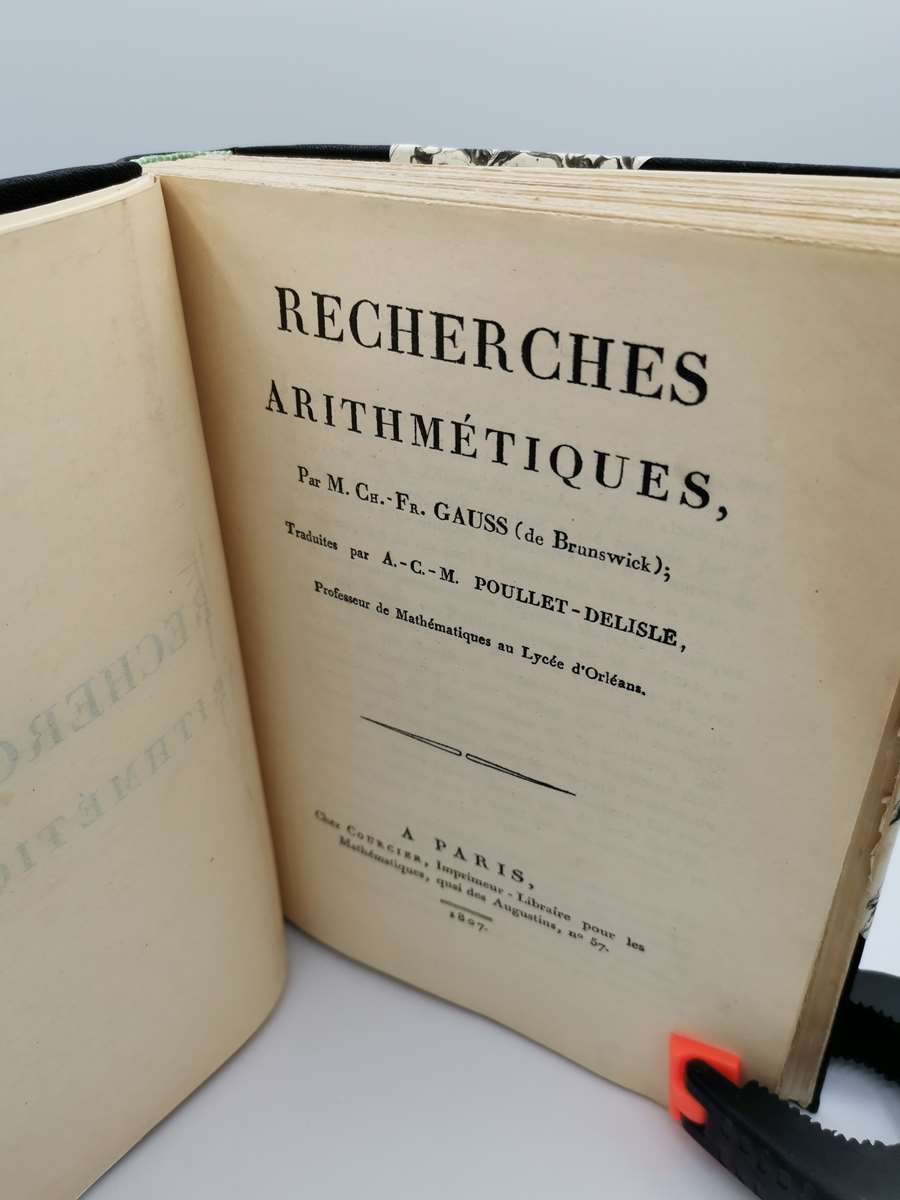 RECHERCHES
ARITHMÉTIQUES,
Par M. CH.-FR. GAUSS (de Brunswick);
Traduites par A.-C.-M. POULLET-DELISLE,
Professeur de Mathématiques au Lycée d'Orléans.
A PARIS,
Chez COURCIER, Imprimeur-Libraire pour les
Mathématiques, quai des Augustins, n° 57.
1807.